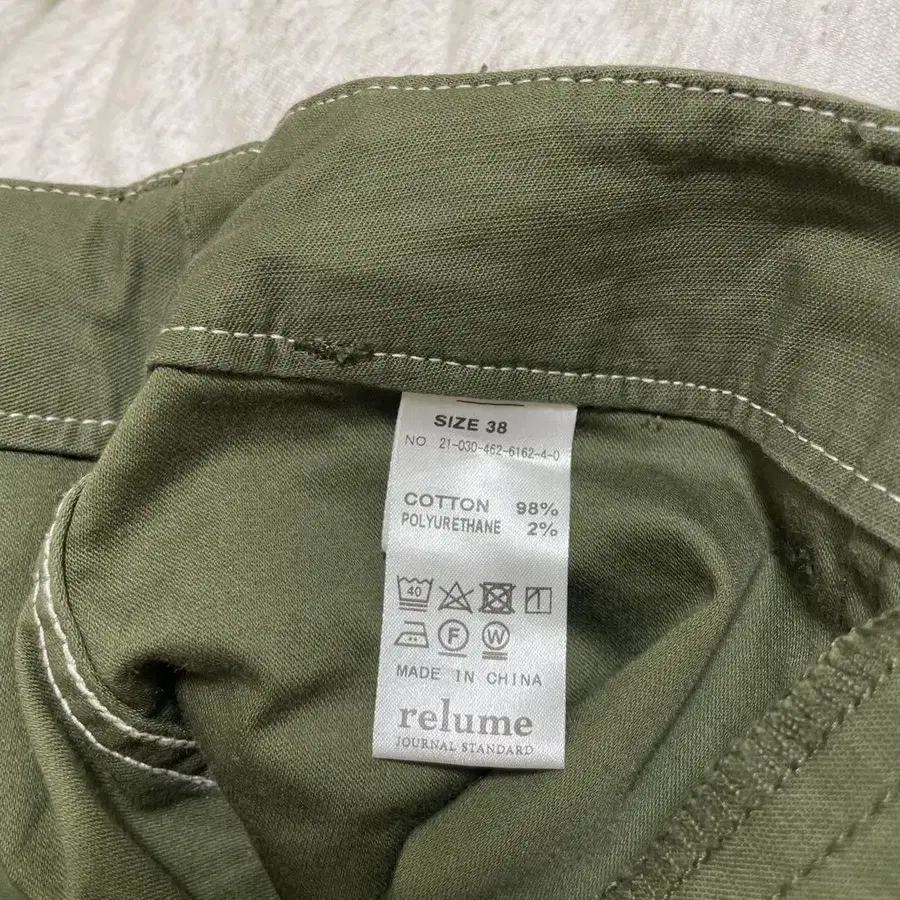 SIZE 38
NO 21-030-462-6162-4-0
COTTON 98%
POLYURETHANE 2%
40
F W
MADE IN CHINA
relume
JOURNAL STANDARD